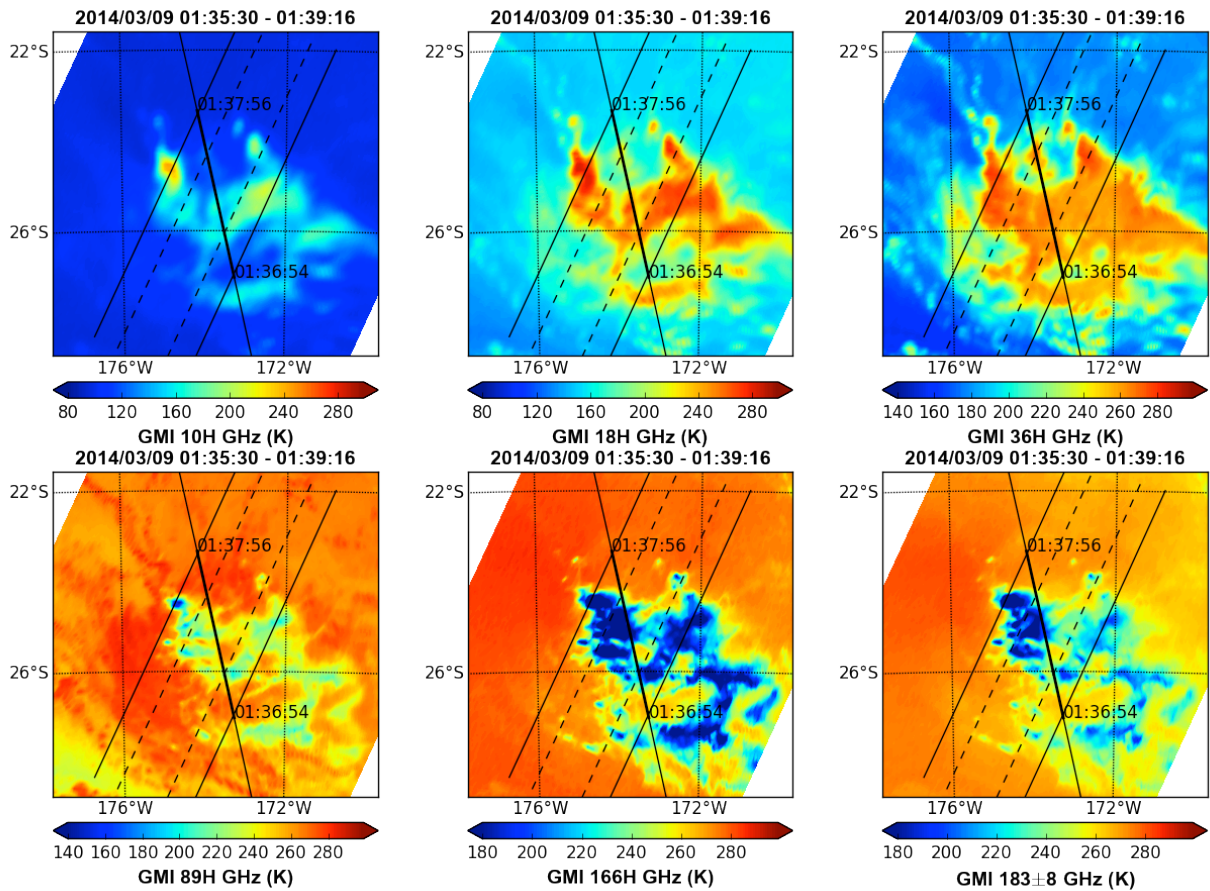 2014/03/09 01:35:30 - 01:39:16 2014/03/09 01:35:30 - 01:39:16 2014/03/09 01:35:30 - 01:39:16
22°S 22°S 22°S
01:37:56 01:37:56 01:37:56
26°S 26°S 26°S
01:36:54 01:36:54 01:36:54
176°W 172°W 176°W 172°W 176°W 172°W
80 120 160 200 240 280 80 120 160 200 240 280 140 160 180 200 220 240 260 280
GMI 10H GHz (K) GMI 18H GHz (K) GMI 36H GHz (K)
2014/03/09 01:35:30 - 01:39:16 2014/03/09 01:35:30 - 01:39:16 2014/03/09 01:35:30 - 01:39:16
22°S 22°S 22°S
01:37:56 01:37:56 01:37:56
26°S 26°S 26°S
01:36:54 01:36:54 01:36:54
176°W 172°W 176°W 172°W 176°W 172°W
140 160 180 200 220 240 260 280 180 200 220 240 260 280 180 200 220 240 260 280
GMI 89H GHz (K) GMI 166H GHz (K) GMI 183±8 GHz (K)